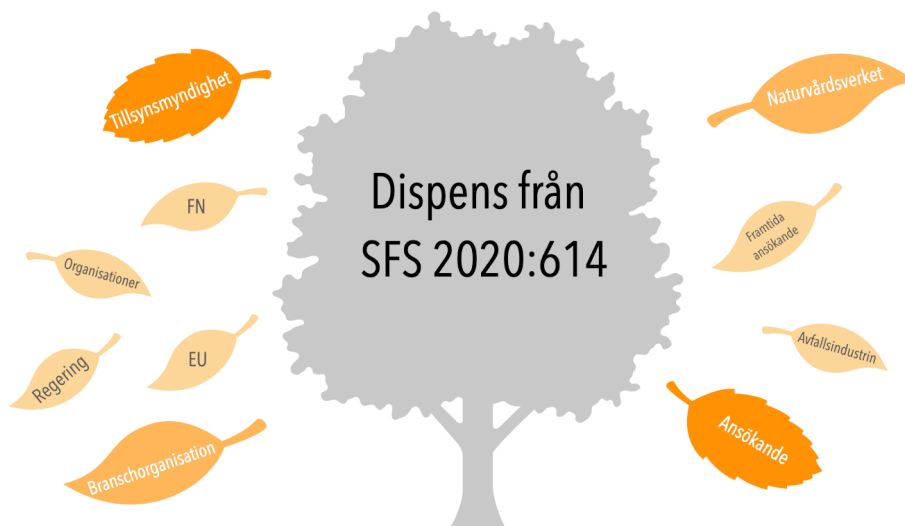 Tillsynsmyndighet
FN
Organisationer
Regering
EU
Branschorganisation
Dispens från
SFS 2020:614
Naturvårdsverket
Framtida
ansökande
Avfallsindustrin
Ansökande